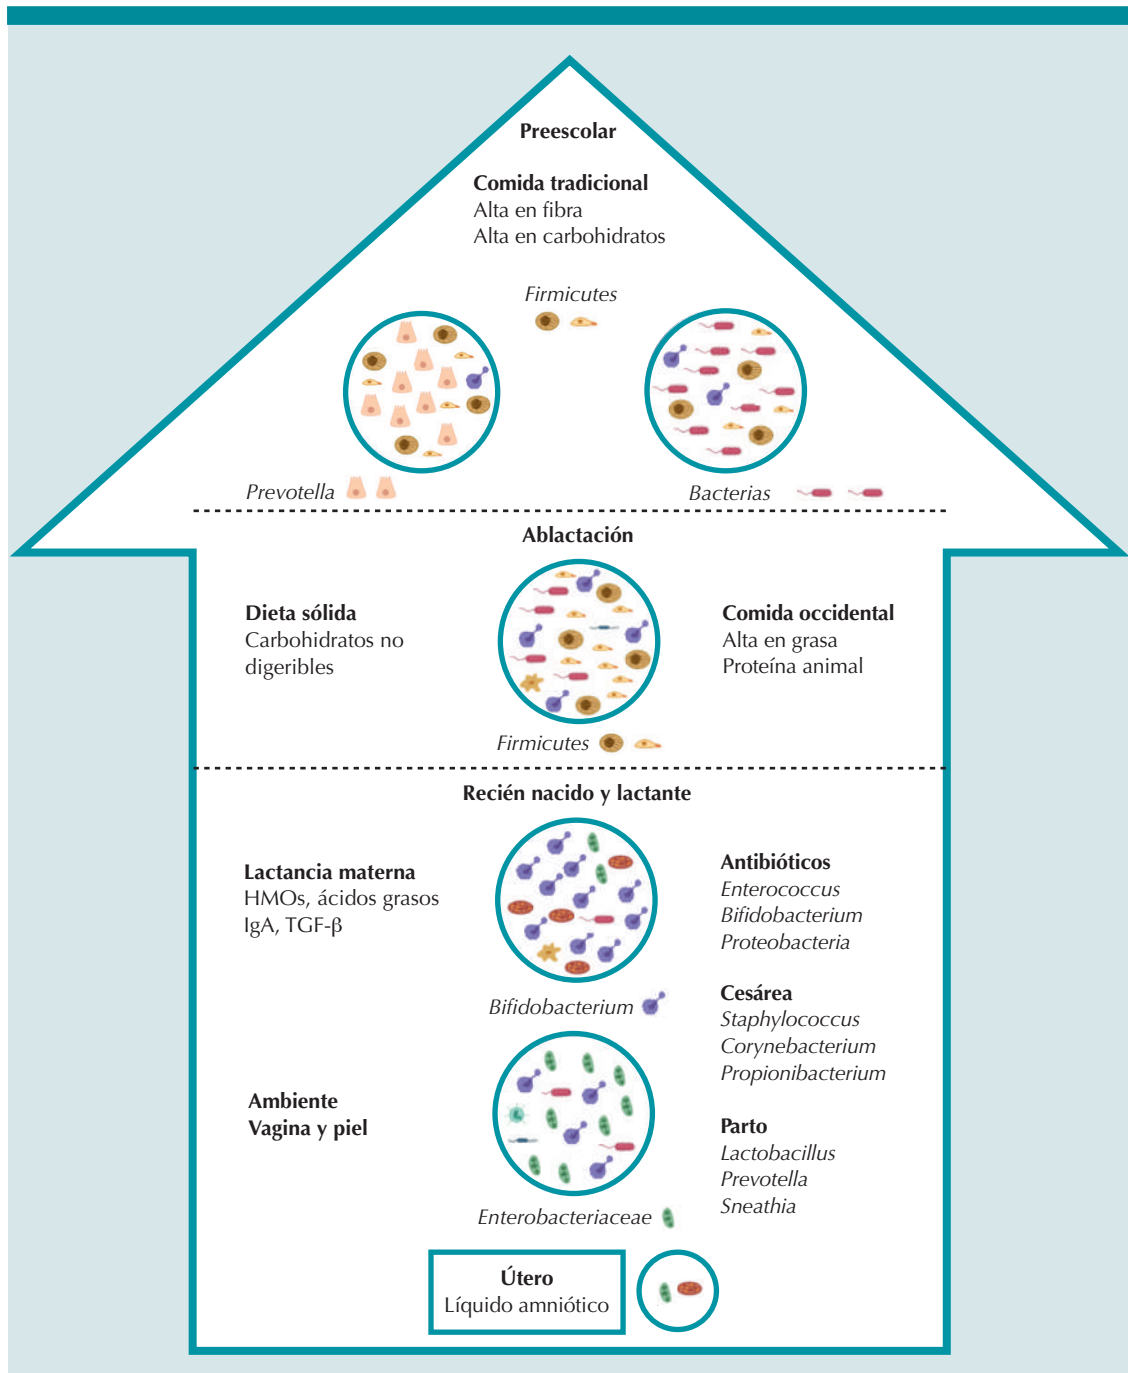 Preescolar
Comida tradicional
Alta en fibra
Alta en carbohidratos
Firmicutes
Prevotella
Bacterias
Ablactación
Dieta sólida
Carbohidratos no
digeribles
Comida occidental
Alta en grasa
Proteína animal
Firmicutes
Recién nacido y lactante
Lactancia materna
HMOs, ácidos grasos
IgA, TGF-β
Antibióticos
Enterococcus
Bifidobacterium
Proteobacteria
Bifidobacterium
Cesárea
Staphylococcus
Corynebacterium
Propionibacterium
Ambiente
Vagina y piel
Parto
Lactobacillus
Prevotella
Sneathia
Enterobacteriaceae
Útero
Líquido amniótico